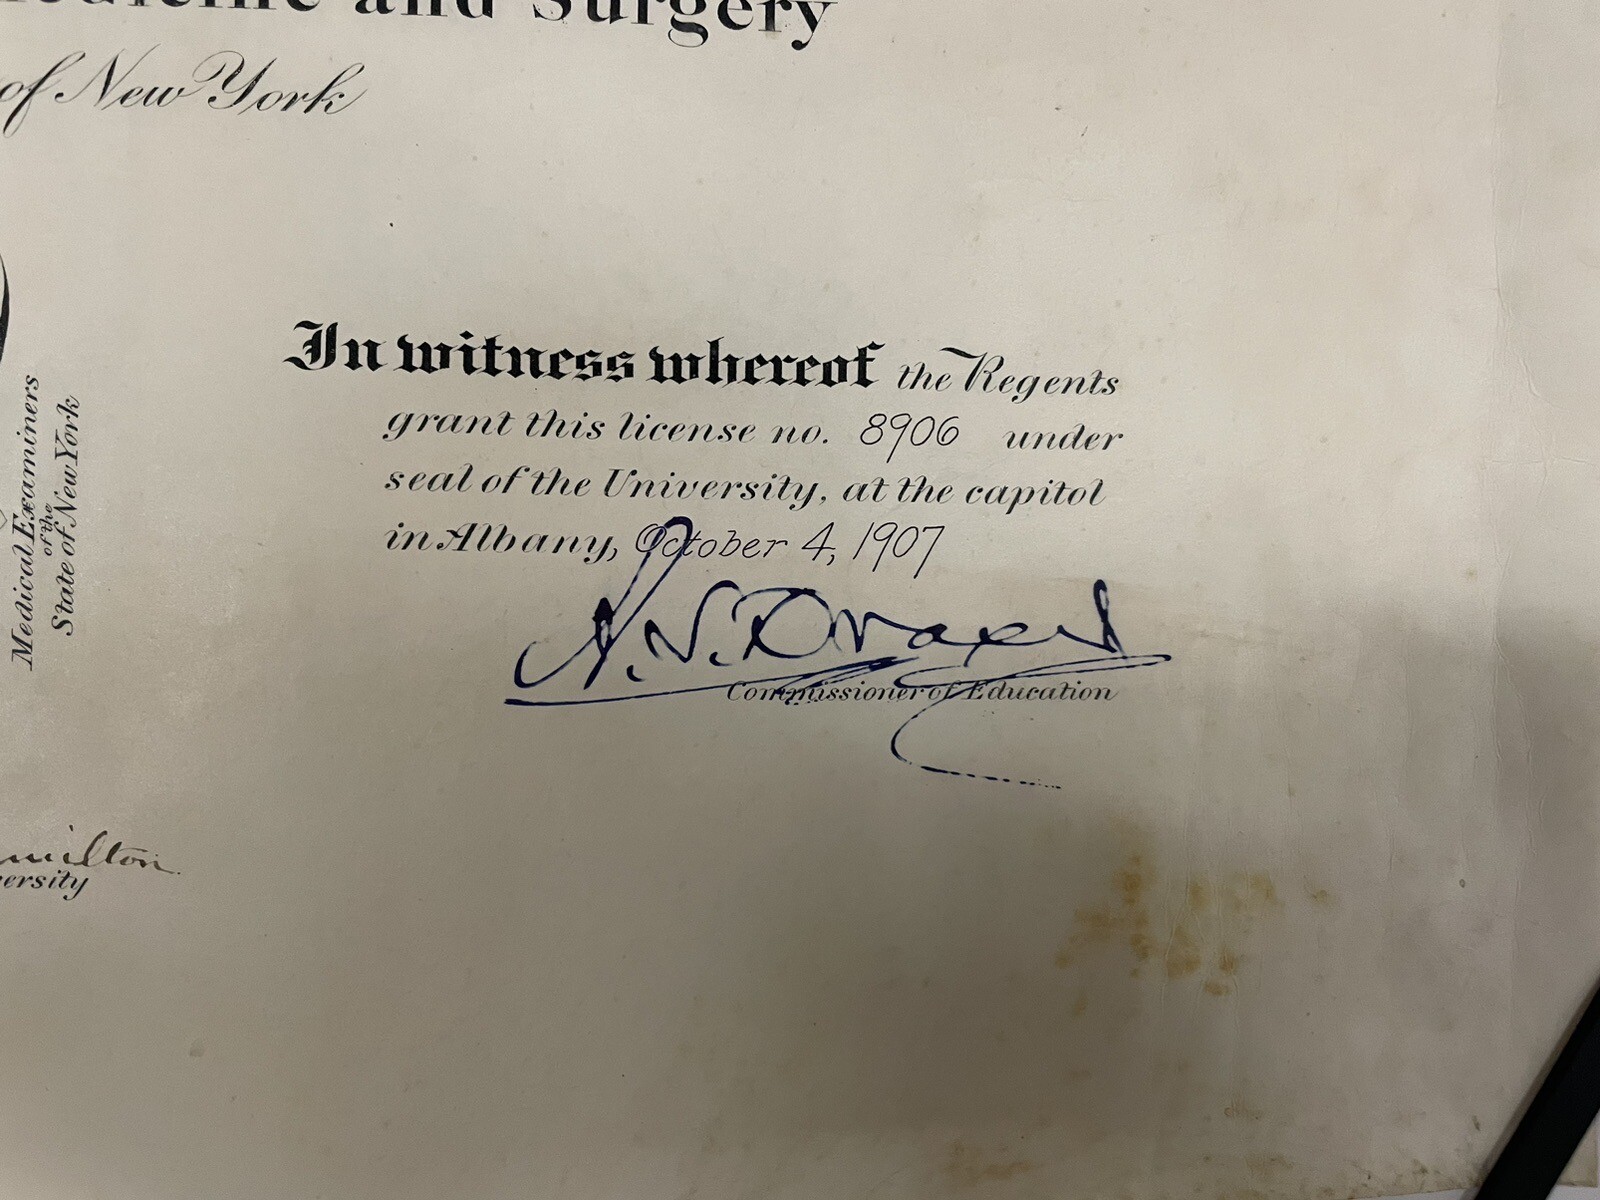 Medicine and Surgery
of New York
In witness whereof the Regents
grant this license no. 8906 under
seal of the University, at the capitol
in Albany, October 4, 1907
A. S. Draper
Commissioner of Education
Medical Examiners
of the
State of New York
milton
ersity